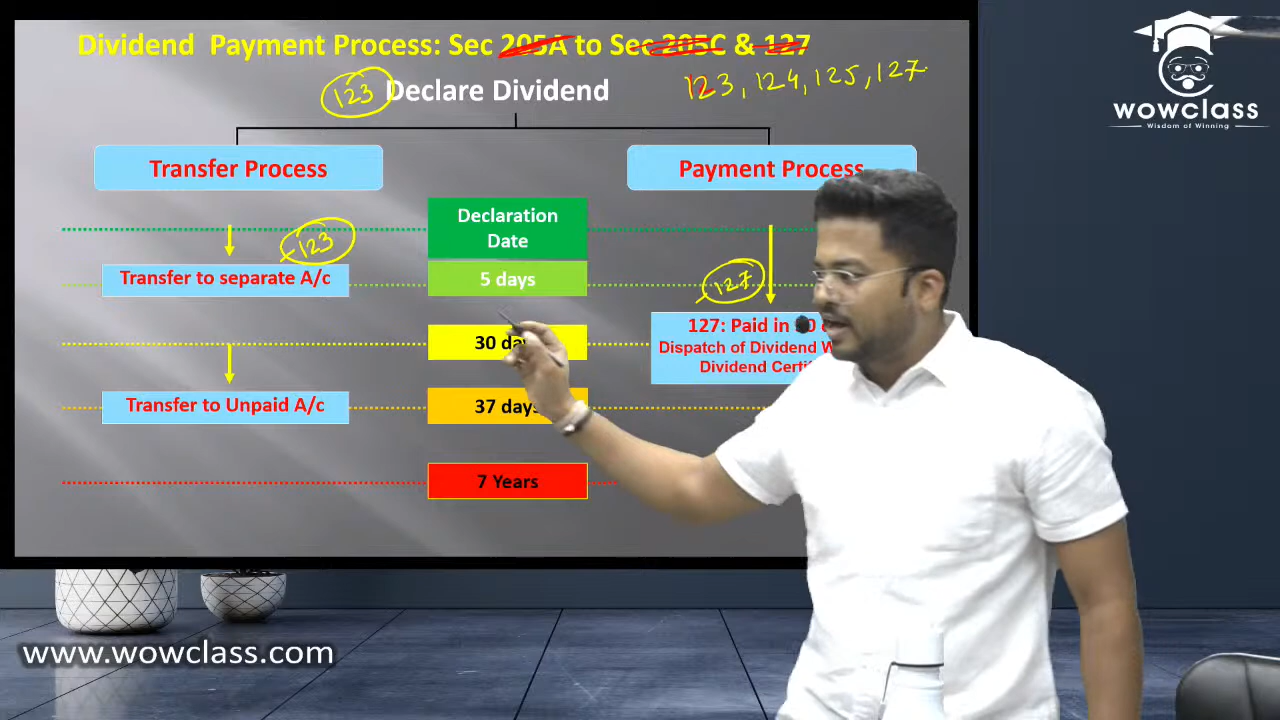 Dividend Payment Process: Sec 205A to Sec 205C & 127
123 Declare Dividend
123, 124, 125, 127
wowclass
Wisdom of Winning
Transfer Process
Payment Process
Declaration
Date
123
Transfer to separate A/c
5 days
127
127: Paid in
Dispatch of Dividend
Dividend
30
Transfer to Unpaid A/c
37 days
7 Years
www.wowclass.com